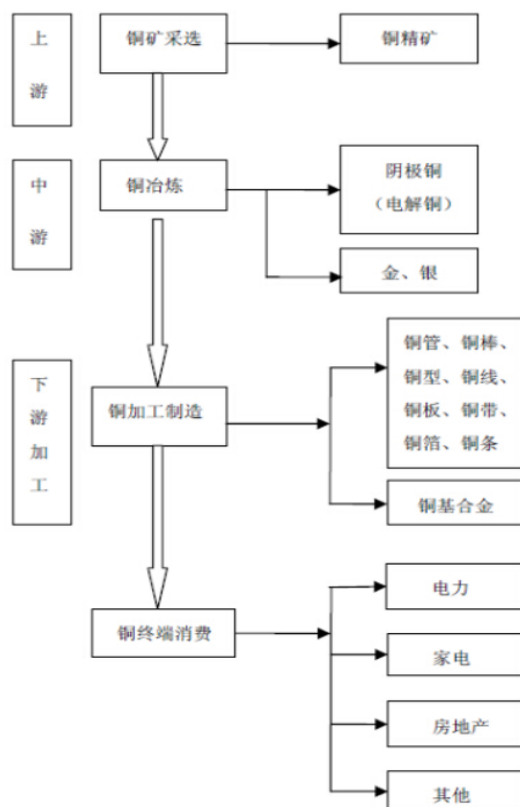 上游
铜矿采选
铜精矿
中游
铜冶炼
阴极铜
（电解铜）
金、银
下游加工
铜加工制造
铜管、铜棒、
铜型、铜线、
铜板、铜带、
铜箔、铜条
铜基合金
铜终端消费
电力
家电
房地产
其他